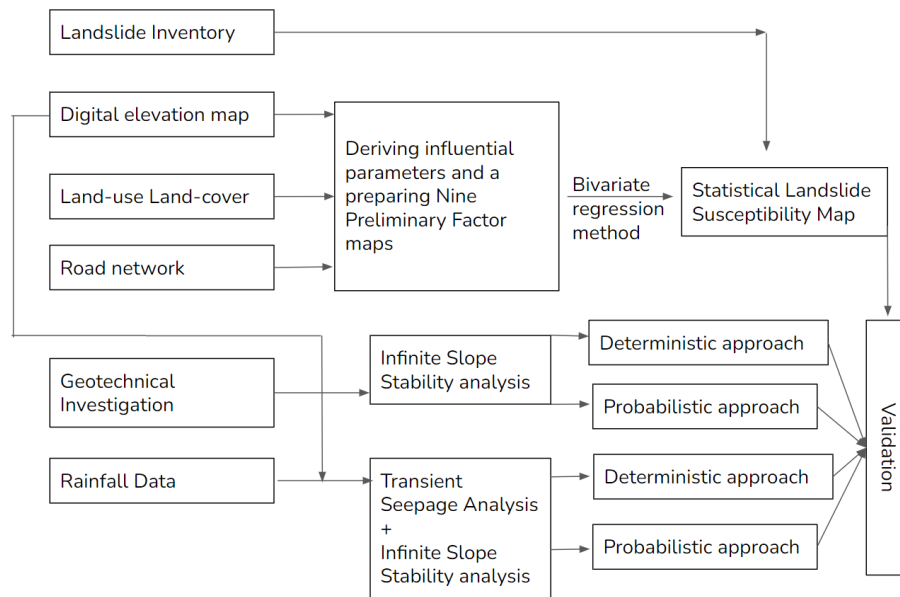 Landslide Inventory
Digital elevation map
Land-use Land-cover
Road network
Deriving influential
parameters and a
preparing Nine
Preliminary Factor
maps
Bivariate
regression
method
Statistical Landslide
Susceptibility Map
Geotechnical
Investigation
Rainfall Data
Infinite Slope
Stability analysis
Transient
Seepage Analysis
+
Infinite Slope
Stability analysis
Deterministic approach
Probabilistic approach
Deterministic approach
Probabilistic approach
Validation